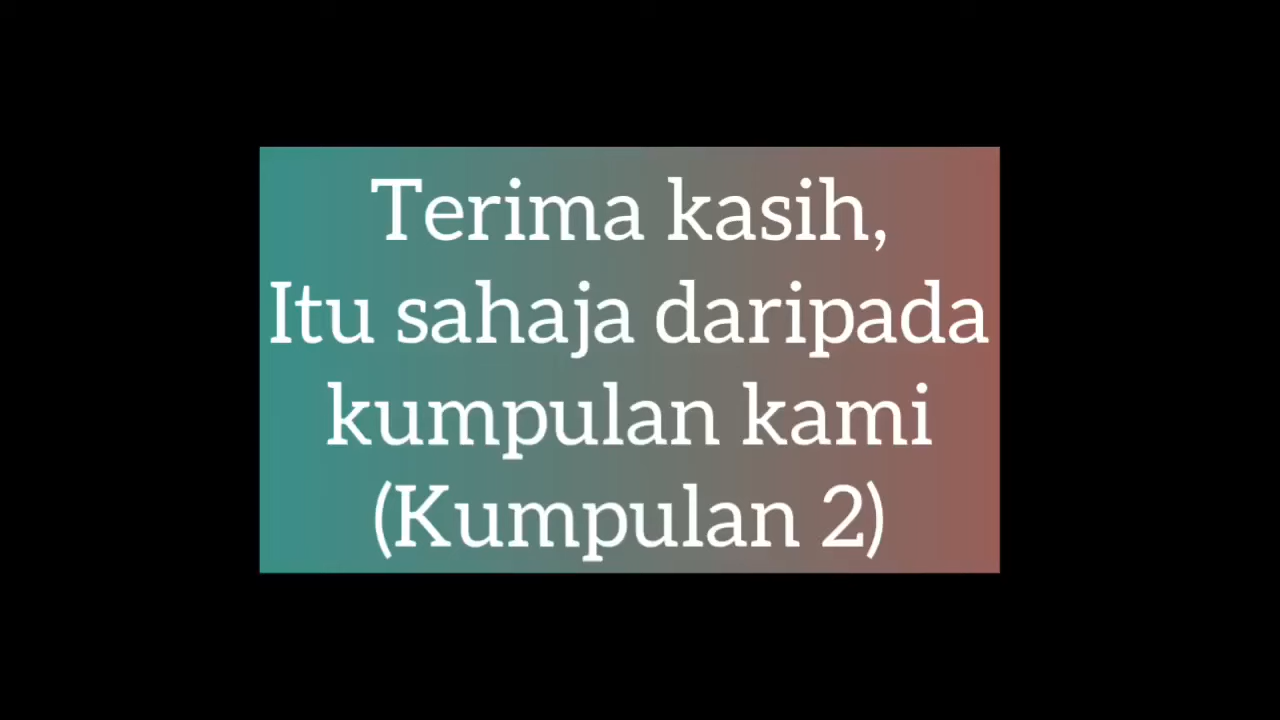 Terima kasih,
Itu sahaja daripada
kumpulan kami
(Kumpulan 2)